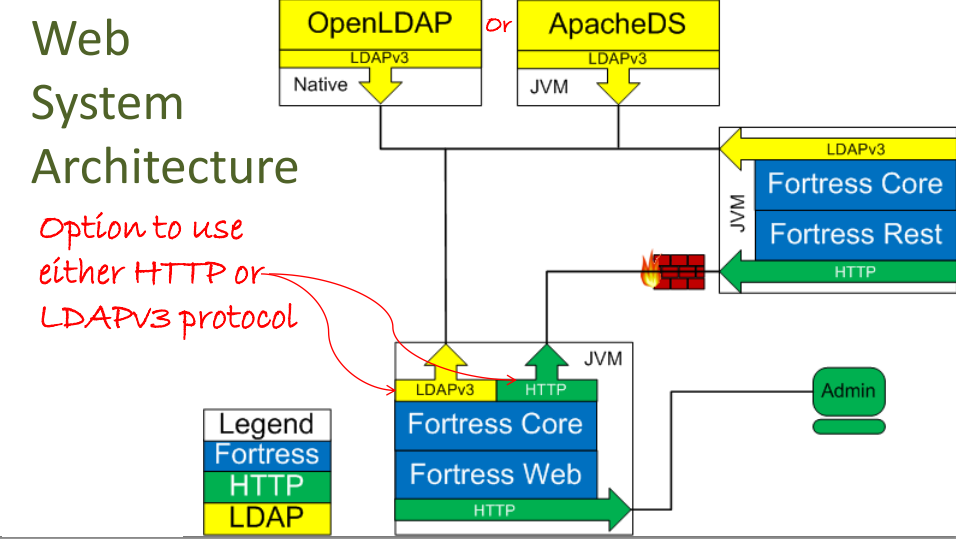 Web
System
Architecture
OpenLDAP
LDAPv3
Native
Or
ApacheDS
LDAPv3
JVM
LDAPv3
Fortress Core
Fortress Rest
JVM
HTTP
Option to use
either HTTP or
LDAPV3 protocol
JVM
LDAPv3
HTTP
Fortress Core
Fortress Web
HTTP
Admin
Legend
Fortress
HTTP
LDAP